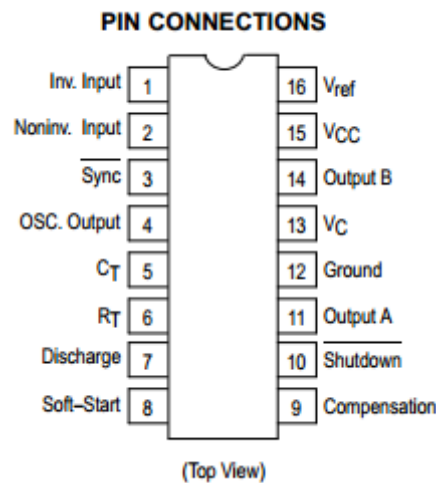 PIN CONNECTIONS
Inv. Input 1 16 Vref
Noninv. Input 2 15 VCC
Sync 3 14 Output B
OSC. Output 4 13 VC
CT 5 12 Ground
RT 6 11 Output A
Discharge 7 10 Shutdown
Soft–Start 8 9 Compensation
(Top View)